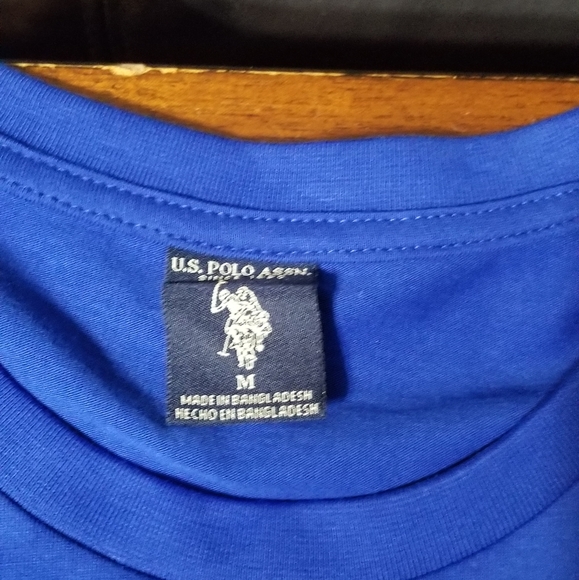 U.S. POLO ASSN.
M
MADE IN BANGLADESH
HECHO EN BANGLADESH